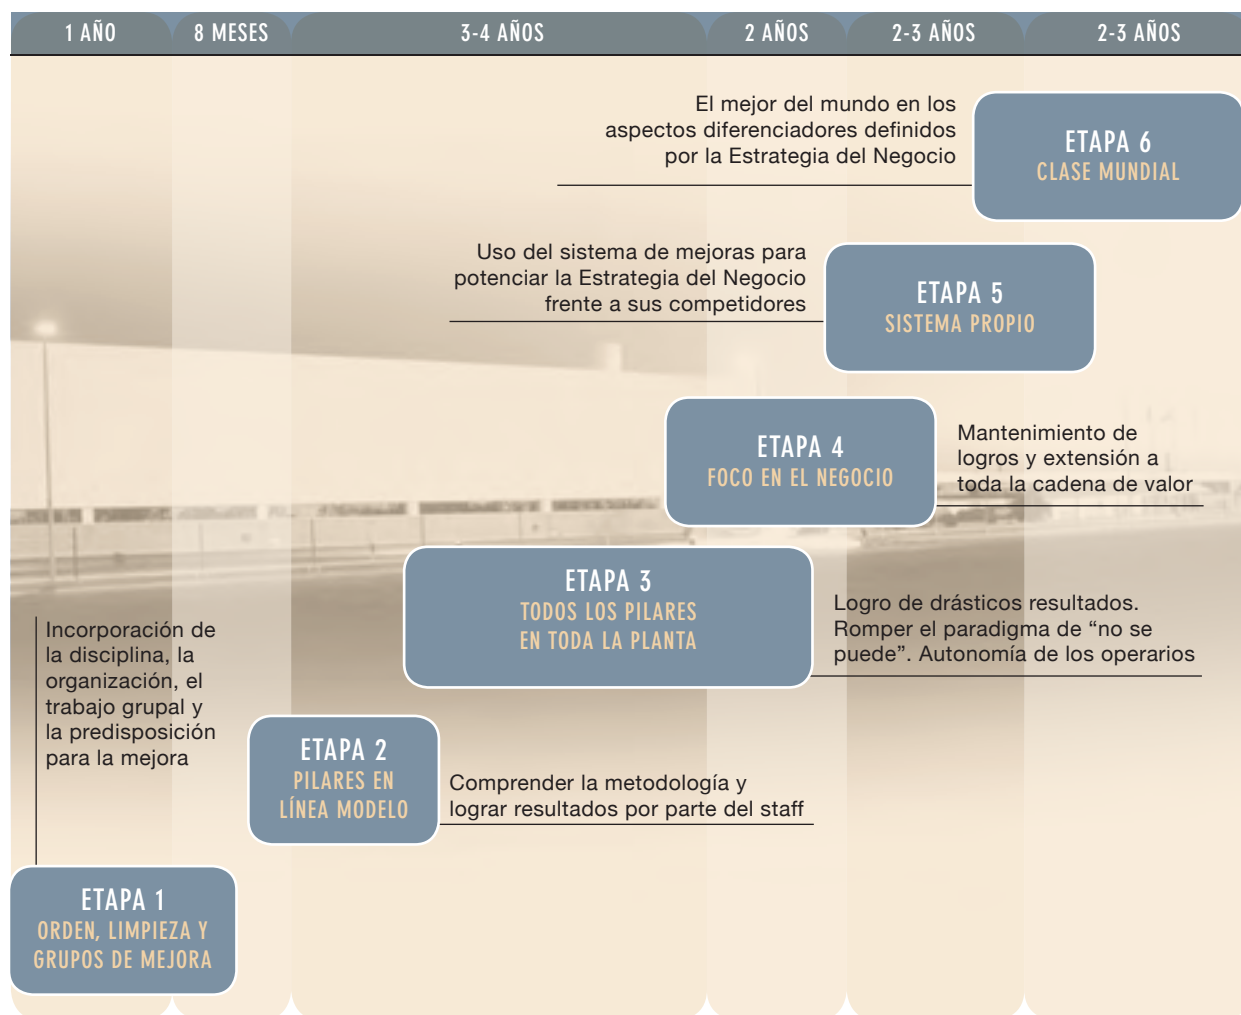 1 AÑO
8 MESES
3-4 AÑOS
2 AÑOS
2-3 AÑOS
2-3 AÑOS
El mejor del mundo en los
aspectos diferenciadores definidos
por la Estrategia del Negocio
ETAPA 6
CLASE MUNDIAL
Uso del sistema de mejoras para
potenciar la Estrategia del Negocio
frente a sus competidores
ETAPA 5
SISTEMA PROPIO
ETAPA 4
FOCO EN EL NEGOCIO
Mantenimiento de
logros y extensión a
toda la cadena de valor
ETAPA 3
TODOS LOS PILARES
EN TODA LA PLANTA
Logro de drásticos resultados.
Romper el paradigma de “no se
puede”. Autonomía de los operarios
Incorporación de
la disciplina, la
organización, el
trabajo grupal y
la predisposición
para la mejora
ETAPA 2
PILARES EN
LÍNEA MODELO
Comprender la metodología y
lograr resultados por parte del staff
ETAPA 1
ORDEN, LIMPIEZA Y
GRUPOS DE MEJORA